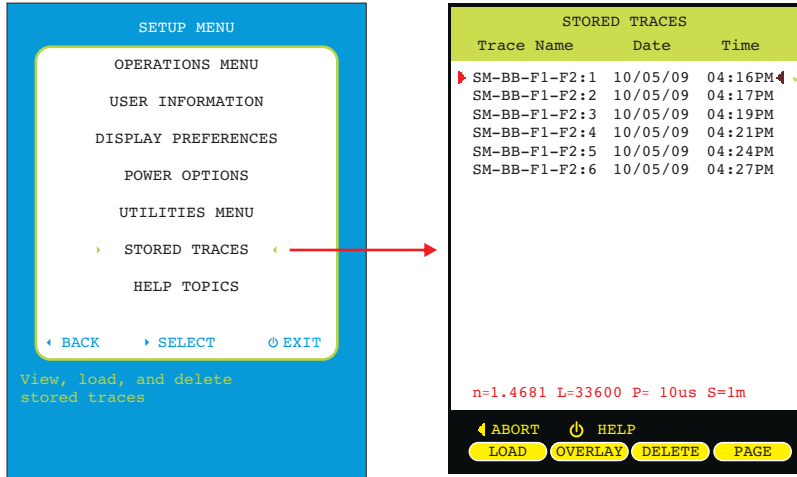 SETUP MENU
OPERATIONS MENU
USER INFORMATION
DISPLAY PREFERENCES
POWER OPTIONS
UTILITIES MENU
STORED TRACES
HELP TOPICS
BACK SELECT EXIT
View, load, and delete
stored traces
STORED TRACES
Trace Name Date Time
SM-BB-F1-F2:1 10/05/09 04:16PM
SM-BB-F1-F2:2 10/05/09 04:17PM
SM-BB-F1-F2:3 10/05/09 04:19PM
SM-BB-F1-F2:4 10/05/09 04:21PM
SM-BB-F1-F2:5 10/05/09 04:24PM
SM-BB-F1-F2:6 10/05/09 04:27PM
n=1.4681 L=33600 P= 10us S=1m
ABORT HELP
LOAD OVERLAY DELETE PAGE